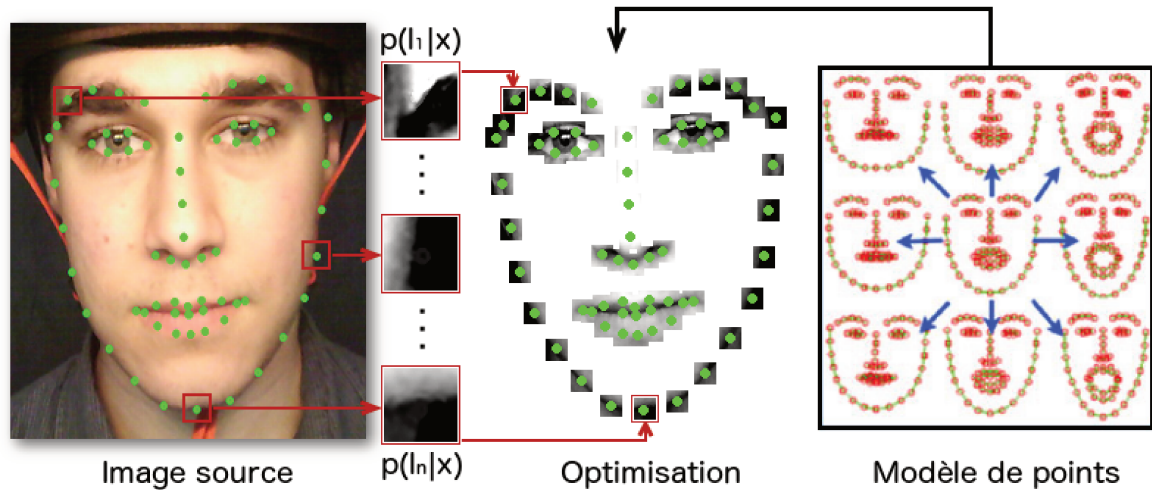 p(l₁|x)
p(lₙ|x)
Image source
Optimisation
Modèle de points